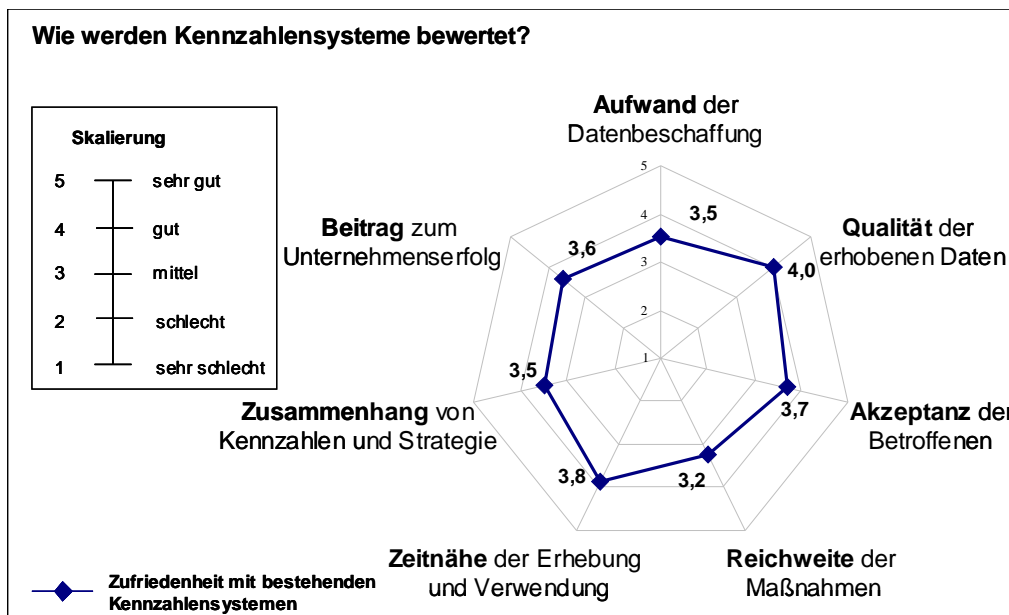 Wie werden Kennzahlensysteme bewertet?
Skalierung
5 sehr gut
4 gut
3 mittel
2 schlecht
1 sehr schlecht
Aufwand der
Datenbeschaffung
5
4
3
2
1
3,5
Qualität der
erhobenen Daten
4,0
Akzeptanz der
Betroffenen
3,7
Reichweite der
Maßnahmen
3,2
Zeitnähe der Erhebung
und Verwendung
3,8
Zusammenhang von
Kennzahlen und Strategie
3,5
Beitrag zum
Unternehmenserfolg
3,6
Zufriedenheit mit bestehenden
Kennzahlensystemen